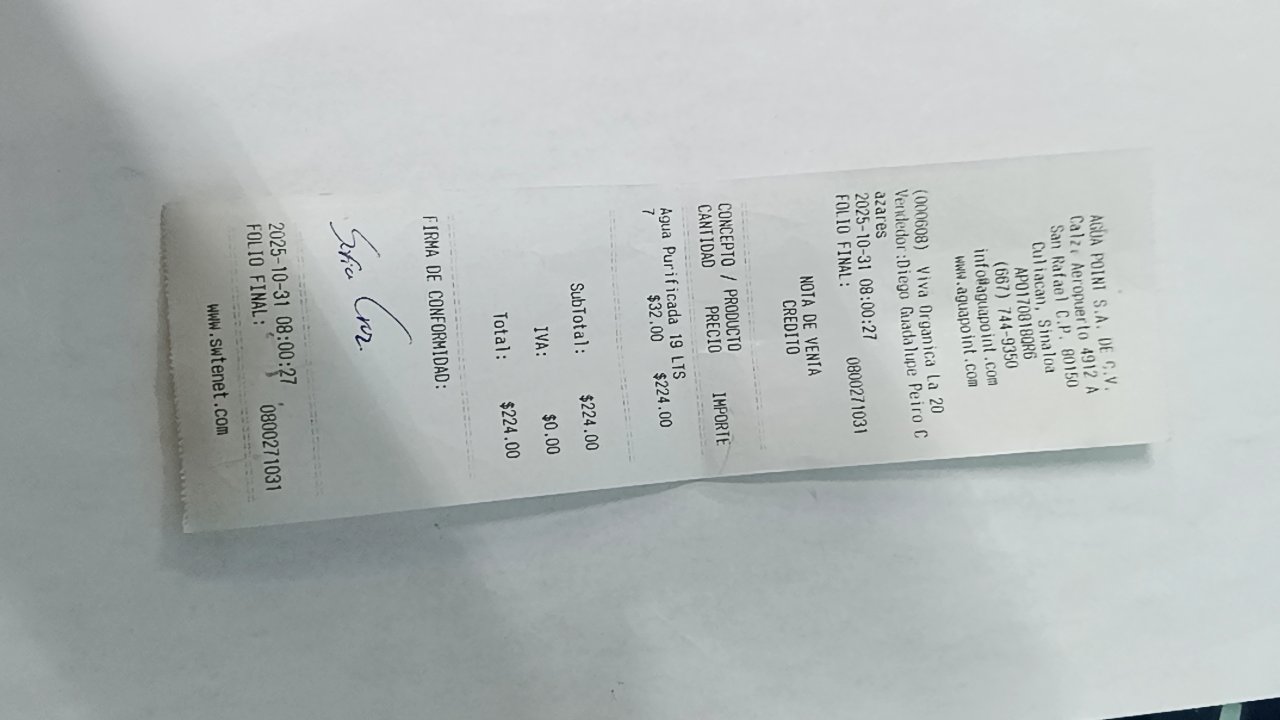 AGUA POINT S.A. DE C.V.
Calz. Aeropuerto 4912 A
San Rafael C.P. 80150
Culiacan, Sinaloa
APO170818QR6
(667) 744-9350
info@aguapoint.com
www.aguapoint.com
(000608) Viva Organica La 20
Vendedor:Diego Guadalupe Peiro C
azares
2025-10-31 08:00:27
FOLIO FINAL: 0800271031
NOTA DE VENTA
CREDITO
CONCEPTO / PRODUCTO
CANTIDAD PRECIO IMPORTE
Agua Purificada 19 LTS
7 $32.00 $224.00
SubTotal: $224.00
IVA: $0.00
Total: $224.00
FIRMA DE CONFORMIDAD:
2025-10-31 08:00:27
FOLIO FINAL: 0800271031
www.swtenet.com